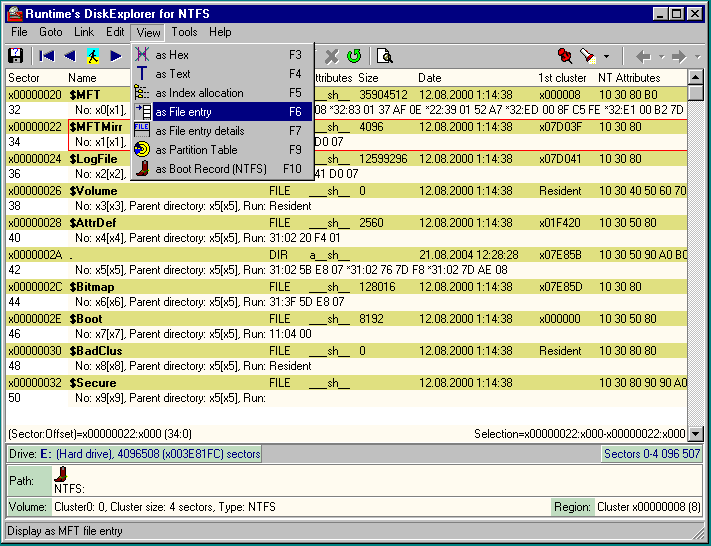 Runtime's DiskExplorer for NTFS
File Goto Link Edit View Tools Help
as Hex F3
as Text F4
as Index allocation F5
as File entry F6
FILE as File entry details F7
as Partition Table F9
as Boot Record (NTFS) F10
Sector Name ttributes Size Date 1st cluster NT Attributes
x00000020 $MFT 35904512 12.08.2000 1:14:38 x000008 10 30 80 B0
32 No: x0[x1], 08 *32:83 01 37 AF 0E *22:39 01 52 A7 *32:ED 00 8F C5 FE *32:E1 00 B2 7D
x00000022 $MFTMirr 4096 12.08.2000 1:14:38 x07D03F 10 30 80
34 No: x1[x1], D0 07
x00000024 $LogFile 12599296 12.08.2000 1:14:38 x07D041 10 30 80
36 No: x2[x2], 41 D0 07
x00000026 $Volume FILE ___sh__ 0 12.08.2000 1:14:38 Resident 10 30 40 50 60 70
38 No: x3[x3], Parent directory: x5[x5], Run: Resident
x00000028 $AttrDef FILE ___sh__ 2560 12.08.2000 1:14:38 x01F420 10 30 50 80
40 No: x4[x4], Parent directory: x5[x5], Run: 31:02 20 F4 01
x0000002A . DIR a___sh__ 21.08.2004 12:28:28 x07E85B 10 30 50 90 A0 B0
42 No: x5[x5], Parent directory: x5[x5], Run: 31:02 5B E8 07 *31:02 76 7D F8 *31:02 7D AE 08
x0000002C $Bitmap FILE ___sh__ 128016 12.08.2000 1:14:38 x07E85D 10 30 80
44 No: x6[x6], Parent directory: x5[x5], Run: 31:3F 5D E8 07
x0000002E $Boot FILE ___sh__ 8192 12.08.2000 1:14:38 x000000 10 30 50 80
46 No: x7[x7], Parent directory: x5[x5], Run: 11:04 00
x00000030 $BadClus FILE ___sh__ 0 12.08.2000 1:14:38 Resident 10 30 80 80
48 No: x8[x8], Parent directory: x5[x5], Run: Resident
x00000032 $Secure FILE ___sh__ 12.08.2000 1:14:38 10 30 80 90 90 A0
50 No: x9[x9], Parent directory: x5[x5], Run:
(Sector:Offset)=x00000022:x000 (34:0) Selection=x00000022:x000-x00000022:x000
Drive: E: (Hard drive), 4096508 (x003E81FC) sectors Sectors 0-4 096 507
Path:
NTFS:
Volume: Cluster0: 0, Cluster size: 4 sectors, Type: NTFS Region: Cluster x00000008 (8)
Display as MFT file entry